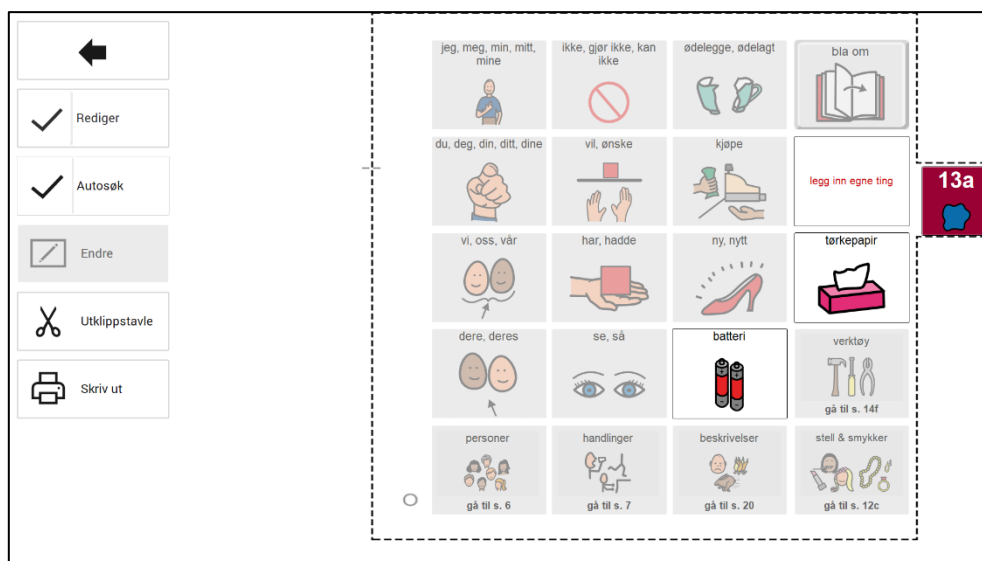 Rediger
Autosøk
Endre
Utklippstavle
Skriv ut
jeg, meg, min, mitt,
mine
ikke, gjør ikke, kan
ikke
ødelegge, ødelagt
bla om
du, deg, din, ditt, dine
vil, ønske
kjøpe
legg inn egne ting
13a
vi, oss, vår
har, hadde
ny, nytt
tørkepapir
dere, deres
se, så
batteri
verktøy
gå til s. 14f
personer
gå til s. 6
handlinger
gå til s. 7
beskrivelser
gå til s. 20
stell & smykker
gå til s. 12c